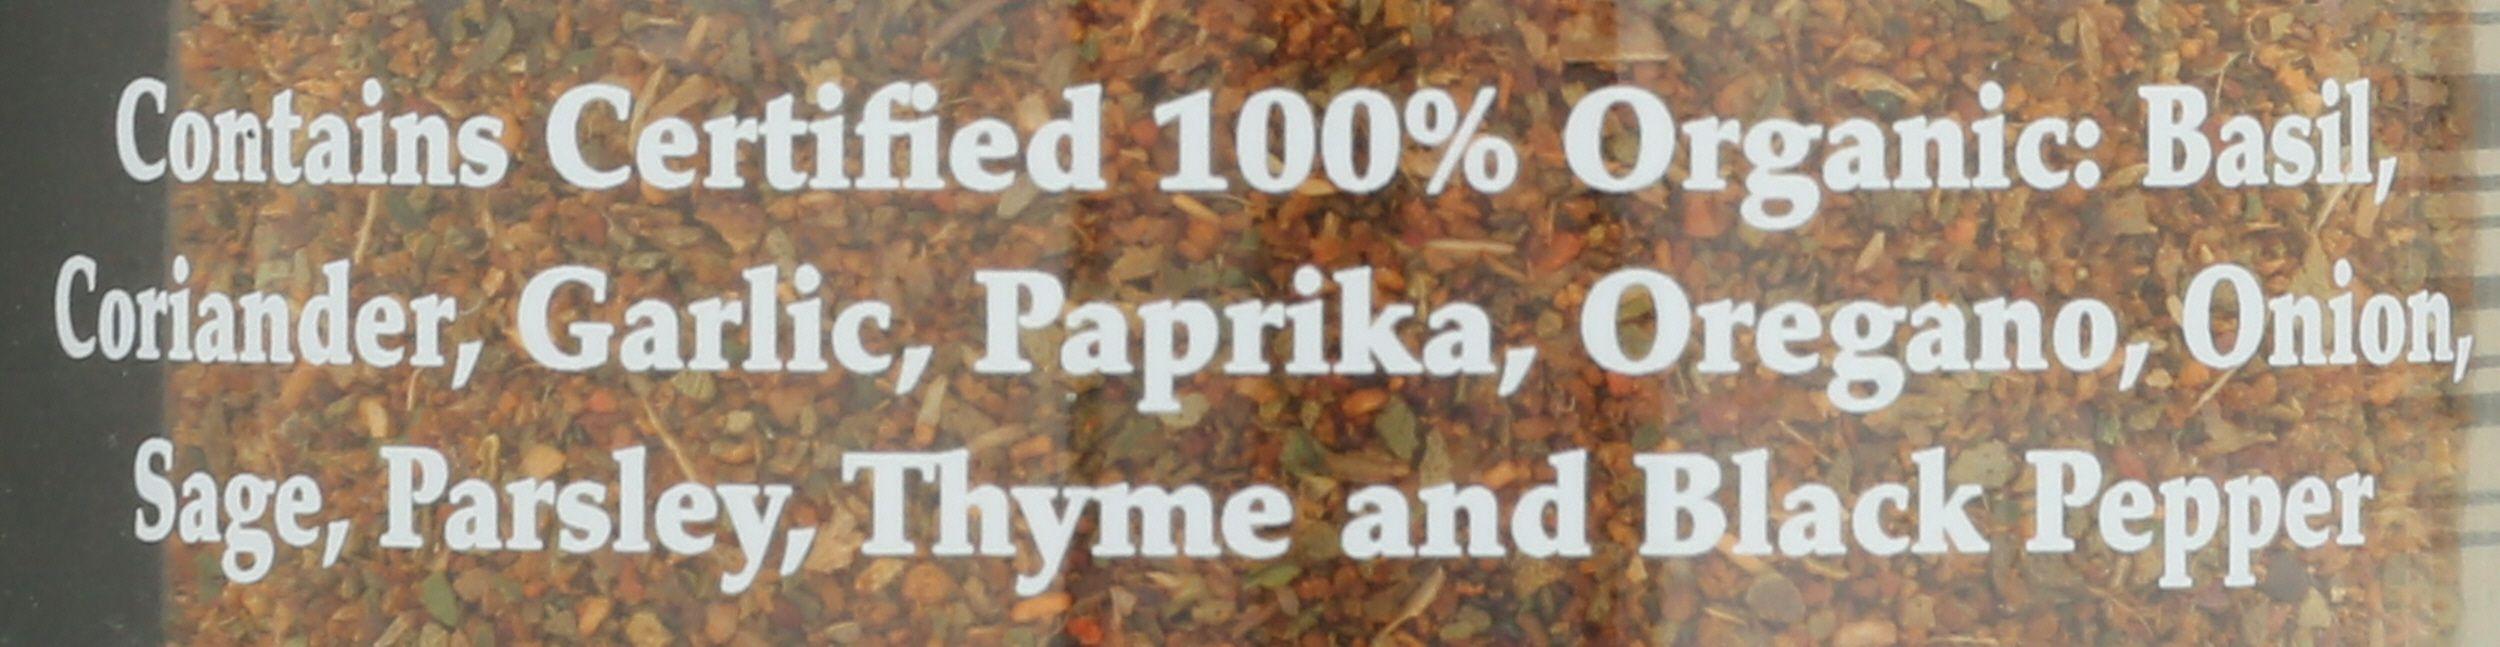 Contains Certified 100% Organic: Basil,
Coriander, Garlic, Paprika, Oregano, Onion,
Sage, Parsley, Thyme and Black Pepper